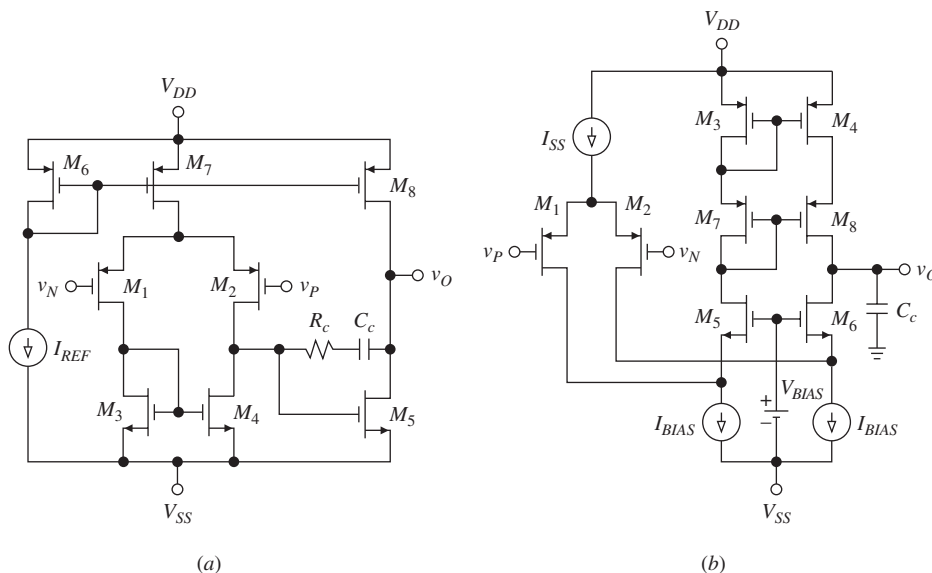 V_DD
M_6
M_7
M_8
v_N
M_1
M_2
v_P
v_O
R_c
C_c
I_REF
M_3
M_4
M_5
V_SS
(a)
V_DD
M_3
M_4
I_SS
M_1
M_2
M_7
M_8
v_P
v_N
v_O
M_5
M_6
C_c
V_BIAS
+
−
I_BIAS
I_BIAS
V_SS
(b)